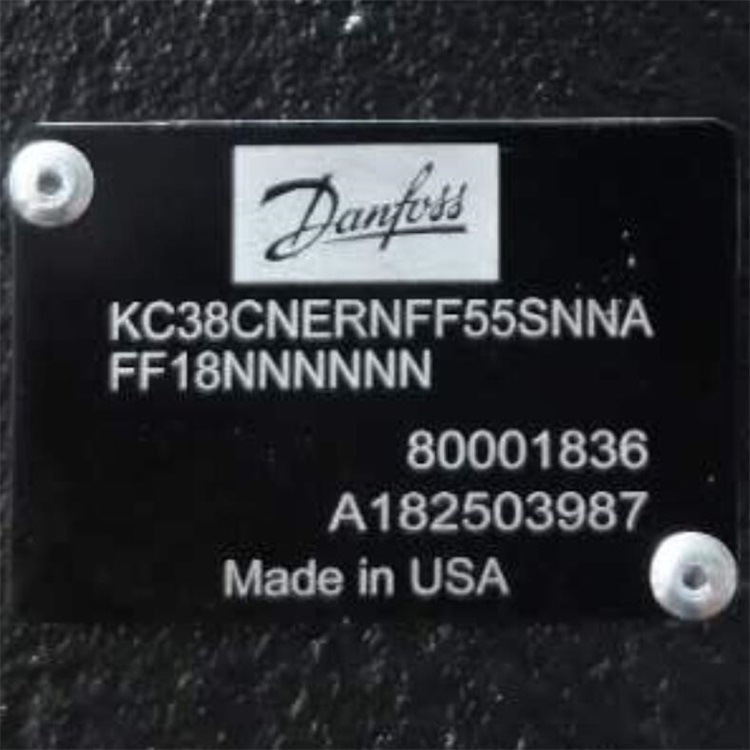 Danfoss
KC38CNERNFF55SNNA
FF18NNNNNN
80001836
A182503987
Made in USA